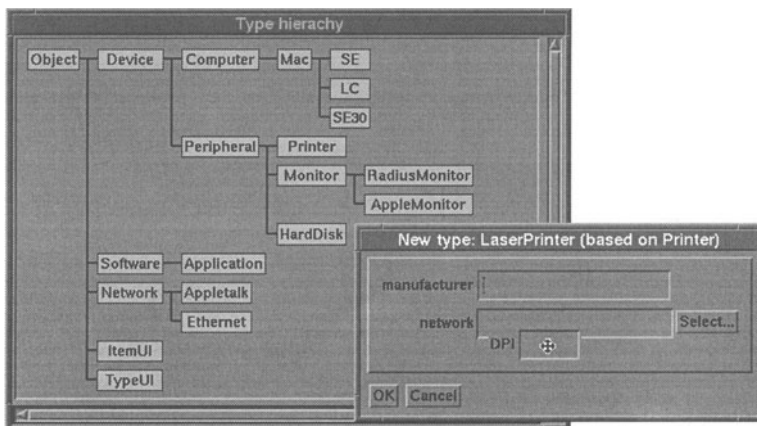 Type hierachy
Object Device Computer Mac SE
LC
SE30
Peripheral Printer
Monitor RadiusMonitor
AppleMonitor
HardDisk
Software Application
Network Appletalk
Ethernet
ItemUI
TypeUI
New type: LaserPrinter (based on Printer)
manufacturer
network Select...
DPI
OK Cancel